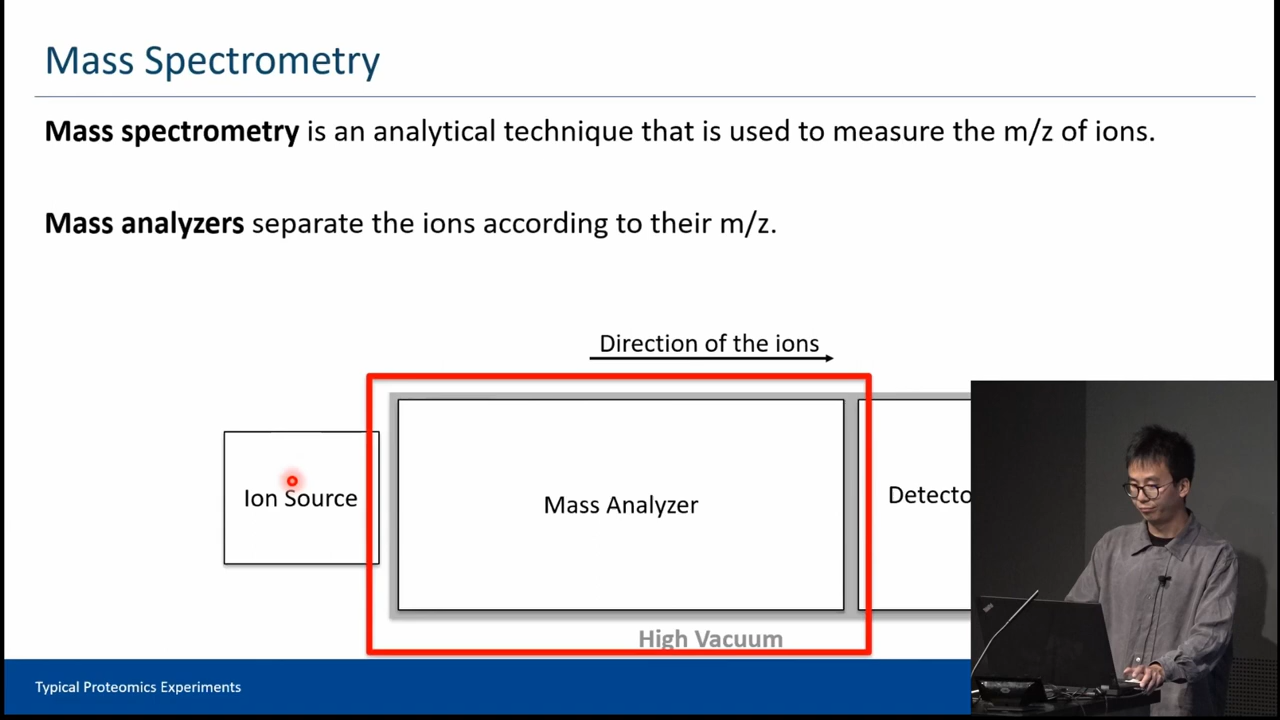 Mass Spectrometry
Mass spectrometry is an analytical technique that is used to measure the m/z of ions.
Mass analyzers separate the ions according to their m/z.
Direction of the ions
Ion Source
Mass Analyzer
Detecto
High Vacuum
Typical Proteomics Experiments